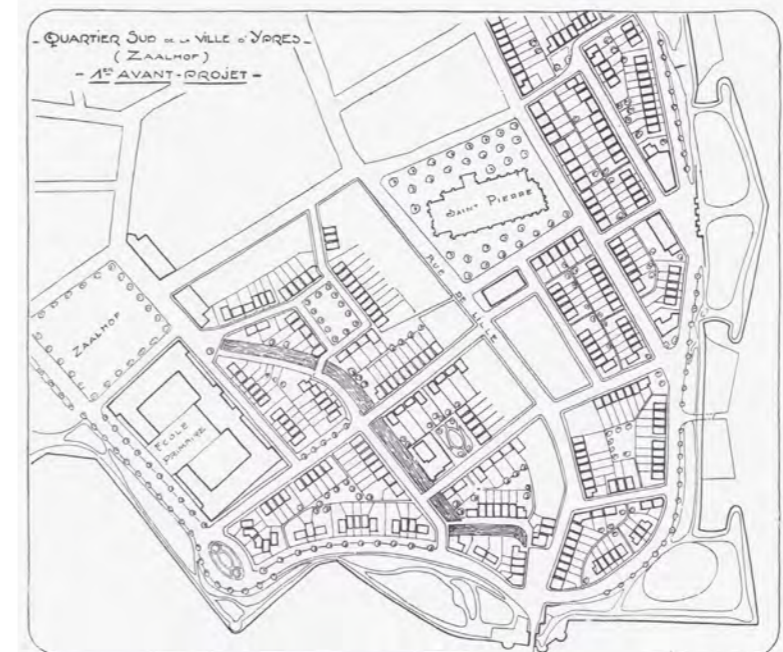 - QUARTIER SUD DE LA VILLE D'YPRES -
( ZAALHOF )
- 1ER AVANT-PROJET -
SAINT PIERRE
RUE DE LILLE
ZAALHOF
ECOLE
PRIMAIRE